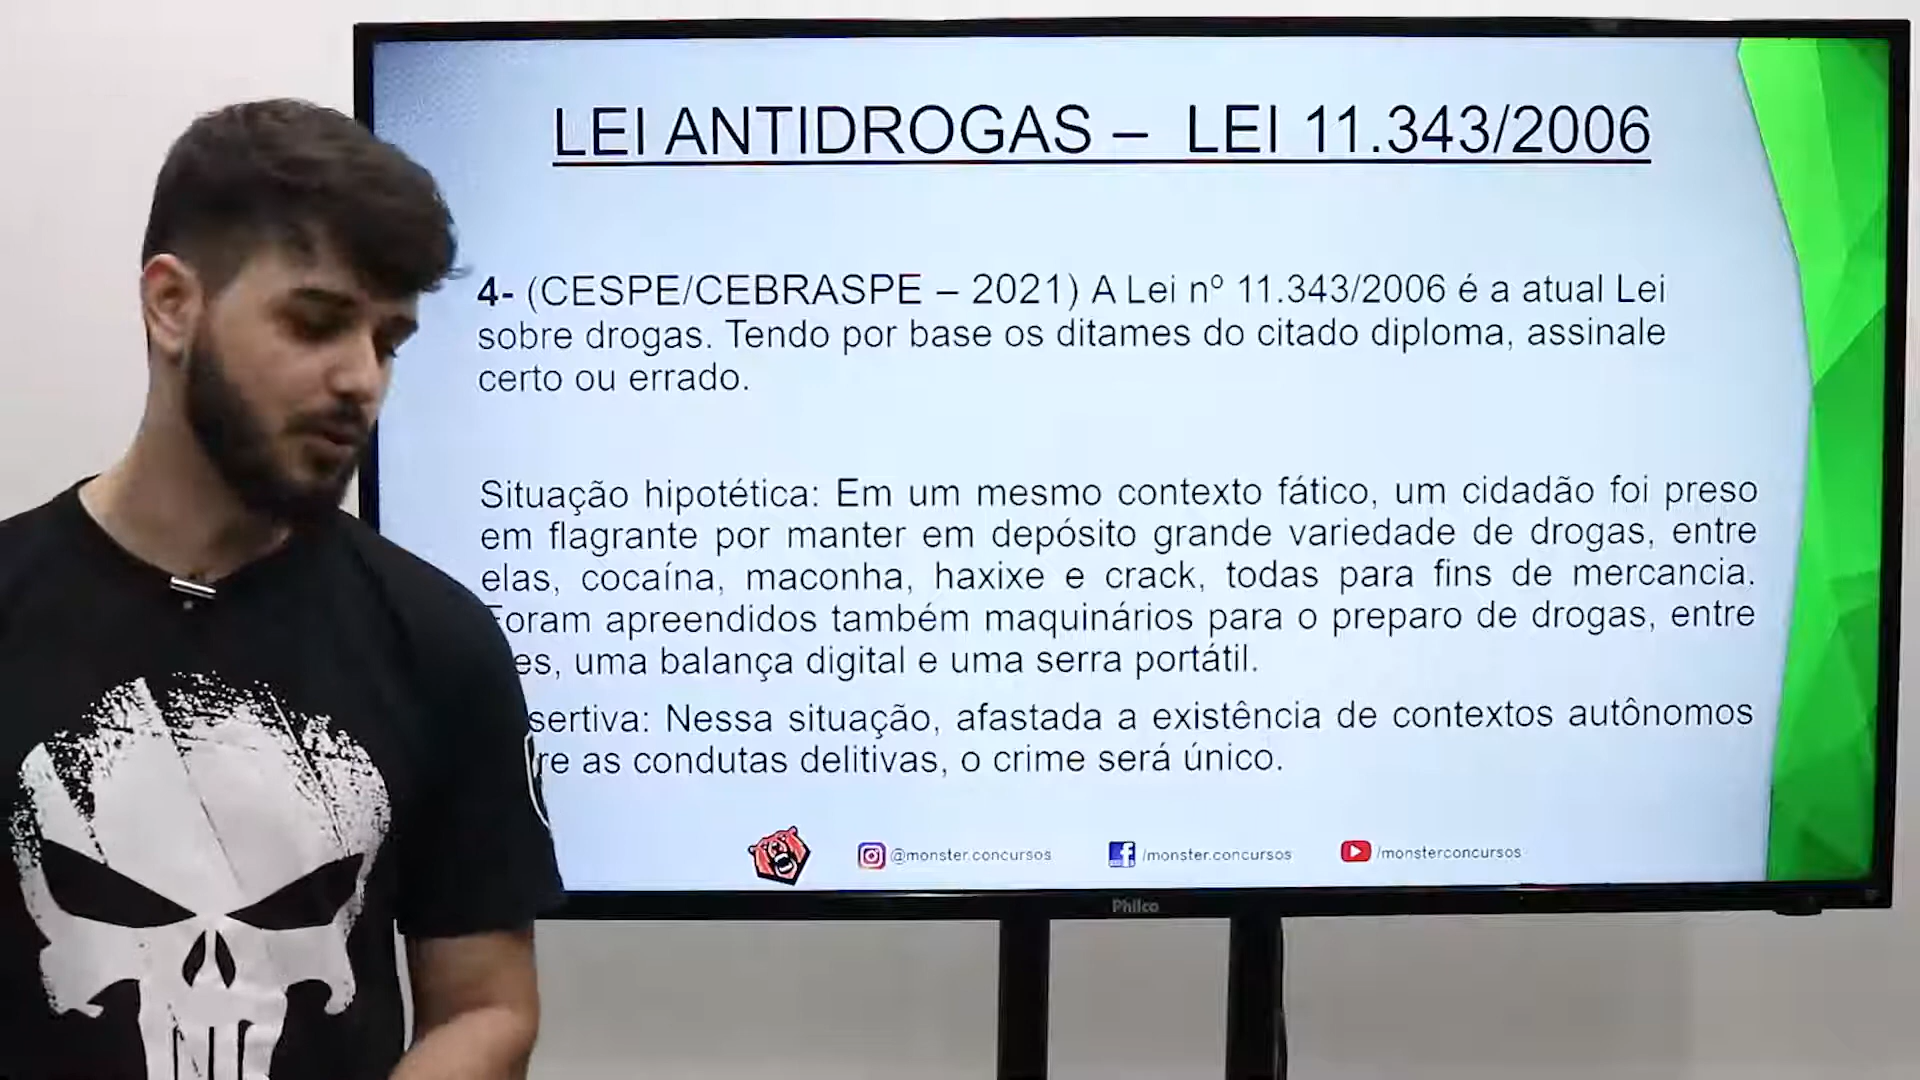 LEI ANTIDROGAS – LEI 11.343/2006
4- (CESPE/CEBRASPE – 2021) A Lei nº 11.343/2006 é a atual Lei
sobre drogas. Tendo por base os ditames do citado diploma, assinale
certo ou errado.
Situação hipotética: Em um mesmo contexto fático, um cidadão foi preso
em flagrante por manter em depósito grande variedade de drogas, entre
elas, cocaína, maconha, haxixe e crack, todas para fins de mercancia.
Foram apreendidos também maquinários para o preparo de drogas, entre
es, uma balança digital e uma serra portátil.
sertiva: Nessa situação, afastada a existência de contextos autônomos
re as condutas delitivas, o crime será único.
@monster.concursos
/monster.concursos
/monsterconcursos
Philco